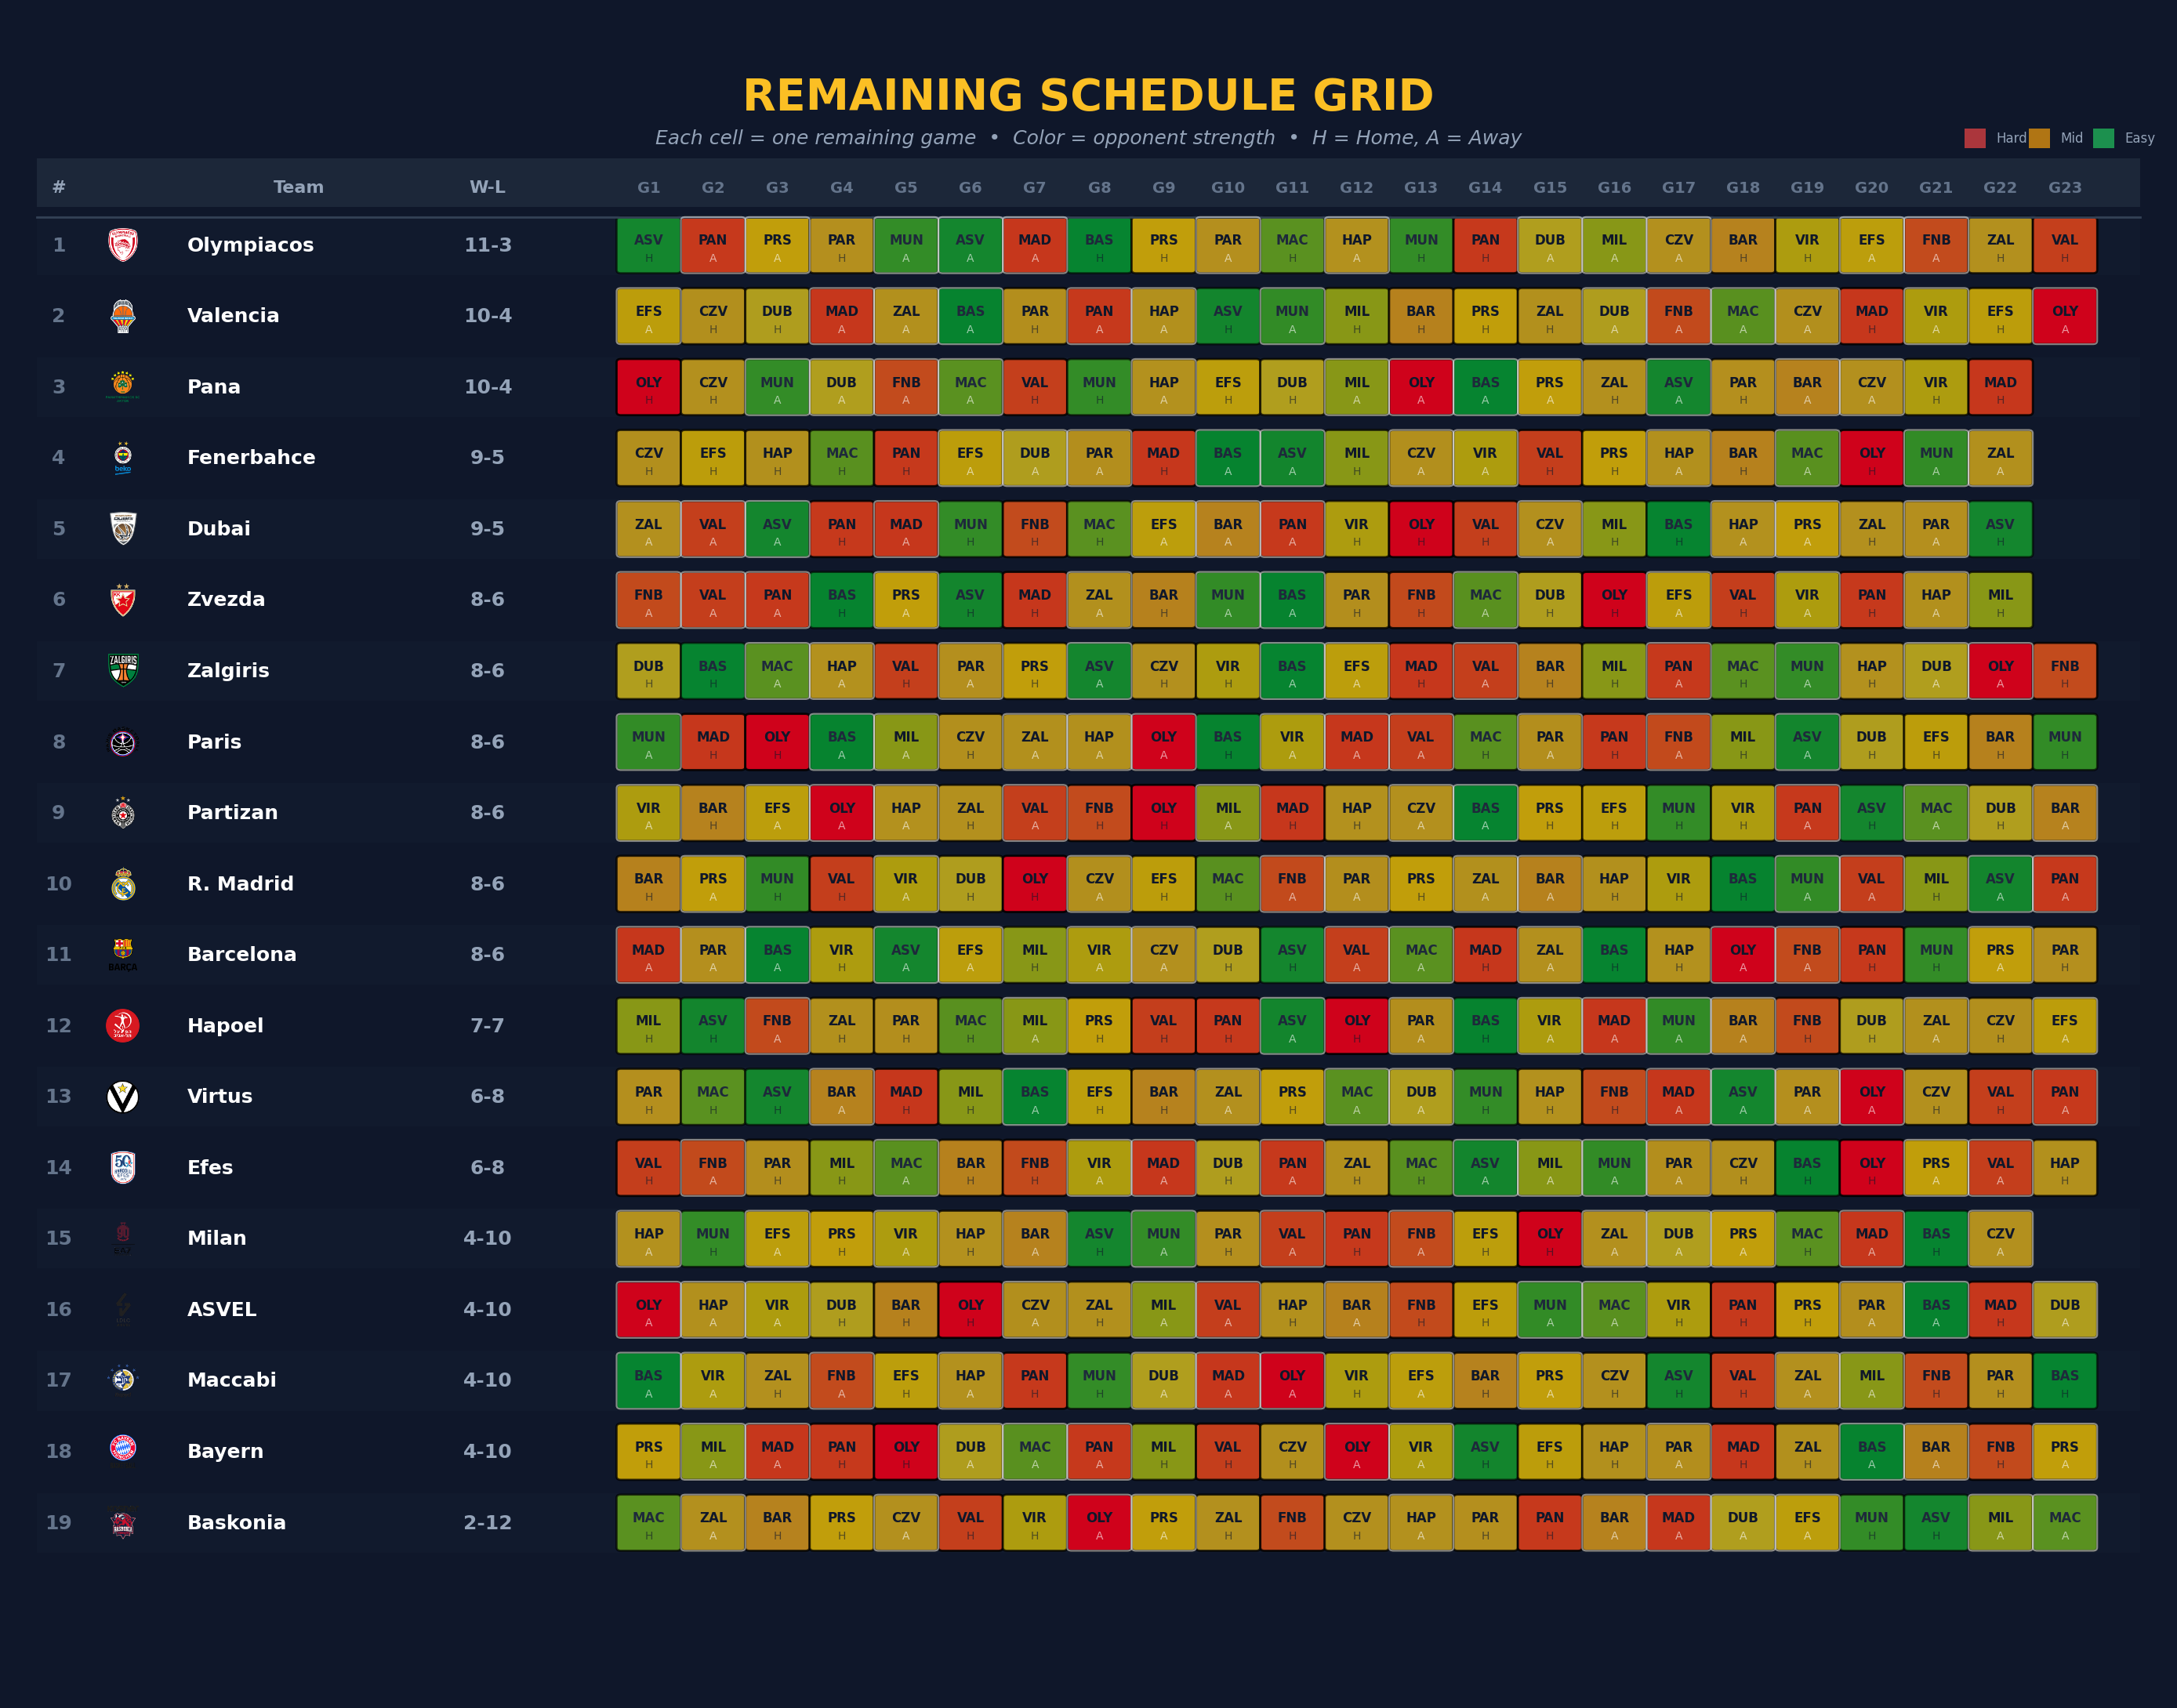 REMAINING SCHEDULE GRID
Each cell = one remaining game • Color = opponent strength • H = Home, A = Away
Hard Mid Easy
# Team W-L G1 G2 G3 G4 G5 G6 G7 G8 G9 G10 G11 G12 G13 G14 G15 G16 G17 G18 G19 G20 G21 G22 G23
ASV PAN PRS PAR MUN ASV MAD BAS PRS PAR MAC HAP MUN PAN DUB MIL CZV BAR VIR EFS FNB ZAL VAL
1 Olympiacos 11-3
H A A H A A A H H A H A H H A A A H H A A H H
EFS CZV DUB MAD ZAL BAS PAR PAN HAP ASV MUN MIL BAR PRS ZAL DUB FNB MAC CZV MAD VIR EFS OLY
2 Valencia 10-4
A H H A A A H A A H A H H H H A A A A H A H A
OLY CZV MUN DUB FNB MAC VAL MUN HAP EFS DUB MIL OLY BAS PRS ZAL ASV PAR BAR CZV VIR MAD
3 Pana 10-4
H H A A A A H H A H H A A A A H A H A A H H
CZV EFS HAP MAC PAN EFS DUB PAR MAD BAS ASV MIL CZV VIR VAL PRS HAP BAR MAC OLY MUN ZAL
4 Fenerbahce 9-5
beko
H H H H H A A A H A A H A A H H A H A H A A
ZAL VAL ASV PAN MAD MUN FNB MAC EFS BAR PAN VIR OLY VAL CZV MIL BAS HAP PRS ZAL PAR ASV
5 Dubai 9-5
A A A H A H H H A A A H H H A H H A A H A H
FNB VAL PAN BAS PRS ASV MAD ZAL BAR MUN BAS PAR FNB MAC DUB OLY EFS VAL VIR PAN HAP MIL
6 Zvezda 8-6
A A A H A H H A H A A H H A H H A H A H A H
DUB BAS MAC HAP VAL PAR PRS ASV CZV VIR BAS EFS MAD VAL BAR MIL PAN MAC MUN HAP DUB OLY FNB
ZALGIRIS
7 Zalgiris 8-6
H H A A H A H A H H A A H A H H A H A H A A H
MUN MAD OLY BAS MIL CZV ZAL HAP OLY BAS VIR MAD VAL MAC PAR PAN FNB MIL ASV DUB EFS BAR MUN
8 Paris 8-6
A H H A A H A A A H A A A H A H A H A H H H H
VIR BAR EFS OLY HAP ZAL VAL FNB OLY MIL MAD HAP CZV BAS PRS EFS MUN VIR PAN ASV MAC DUB BAR
9 Partizan 8-6
A H A A A H A H H A H H A A H H H H A H A H A
BAR PRS MUN VAL VIR DUB OLY CZV EFS MAC FNB PAR PRS ZAL BAR HAP VIR BAS MUN VAL MIL ASV PAN
10 R. Madrid 8-6
H A H H A H H A H H A A H A A H H H A A H A A
MAD PAR BAS VIR ASV EFS MIL VIR CZV DUB ASV VAL MAC MAD ZAL BAS HAP OLY FNB PAN MUN PRS PAR
11 Barcelona 8-6
BARÇA
A A A H A A H A A H H A A H A H H A A H H A H
MIL ASV FNB ZAL PAR MAC MIL PRS VAL PAN ASV OLY PAR BAS VIR MAD MUN BAR FNB DUB ZAL CZV EFS
12 Hapoel 7-7
H H A H H H A H H H A H A H A A A A H H A H A
PAR MAC ASV BAR MAD MIL BAS EFS BAR ZAL PRS MAC DUB MUN HAP FNB MAD ASV PAR OLY CZV VAL PAN
13 Virtus 6-8
H H H A H H A H H A H A A H H H A A A A H H A
VAL FNB PAR MIL MAC BAR FNB VIR MAD DUB PAN ZAL MAC ASV MIL MUN PAR CZV BAS OLY PRS VAL HAP
50
14 Efes 6-8
H A H H A H H A A H A H H A A A A H H H A A H
HAP MUN EFS PRS VIR HAP BAR ASV MUN PAR VAL PAN FNB EFS OLY ZAL DUB PRS MAC MAD BAS CZV
15 Milan 4-10
A H A H A H A H A H A H A H H A A A H A H A
OLY HAP VIR DUB BAR OLY CZV ZAL MIL VAL HAP BAR FNB EFS MUN MAC VIR PAN PRS PAR BAS MAD DUB
16 ASVEL 4-10
A A A H H H A H A A H A H H A A H H H A A H A
BAS VIR ZAL FNB EFS HAP PAN MUN DUB MAD OLY VIR EFS BAR PRS CZV ASV VAL ZAL MIL FNB PAR BAS
17 Maccabi 4-10
A A H A H A H H A A A H A H A H H H A A H H H
PRS MIL MAD PAN OLY DUB MAC PAN MIL VAL CZV OLY VIR ASV EFS HAP PAR MAD ZAL BAS BAR FNB PRS
18 Bayern 4-10
H A A H H A A A H H H A A H H H A H H A A H A
MAC ZAL BAR PRS CZV VAL VIR OLY PRS ZAL FNB CZV HAP PAR PAN BAR MAD DUB EFS MUN ASV MIL MAC
19 Baskonia 2-12
BASKONIA
H A H H A H H A A H H H A H H A A A A H H A A